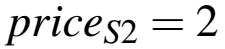 price_{S2} = 2